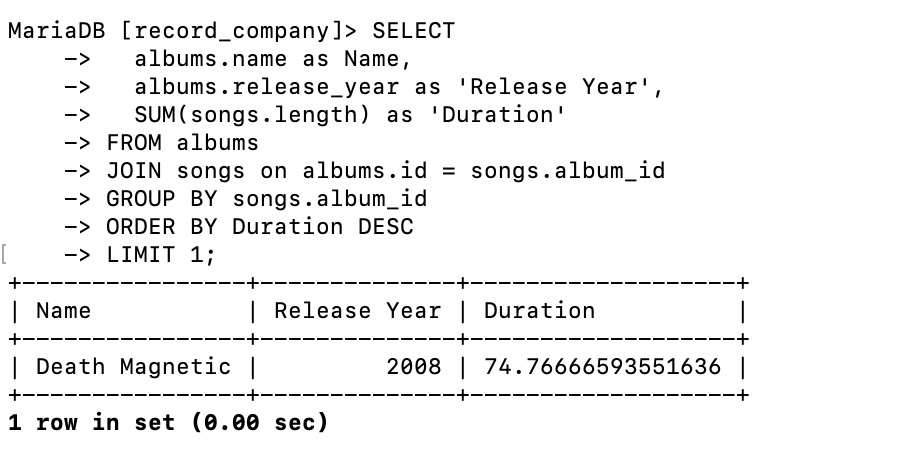 MariaDB [record_company]> SELECT
    ->   albums.name as Name,
    ->   albums.release_year as 'Release Year',
    ->   SUM(songs.length) as 'Duration'
    -> FROM albums
    -> JOIN songs on albums.id = songs.album_id
    -> GROUP BY songs.album_id
    -> ORDER BY Duration DESC
[    -> LIMIT 1;
+----------------+--------------+-------------------+
| Name           | Release Year | Duration          |
+----------------+--------------+-------------------+
| Death Magnetic |         2008 | 74.76666593551636 |
+----------------+--------------+-------------------+
1 row in set (0.00 sec)